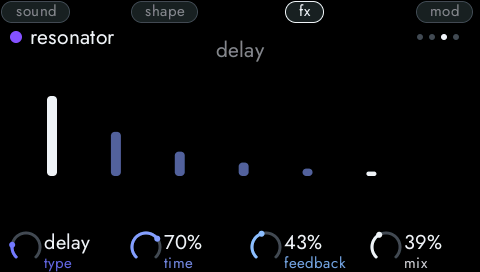 sound shape fx mod
resonator
delay
delay 70% 43% 39%
type time feedback mix